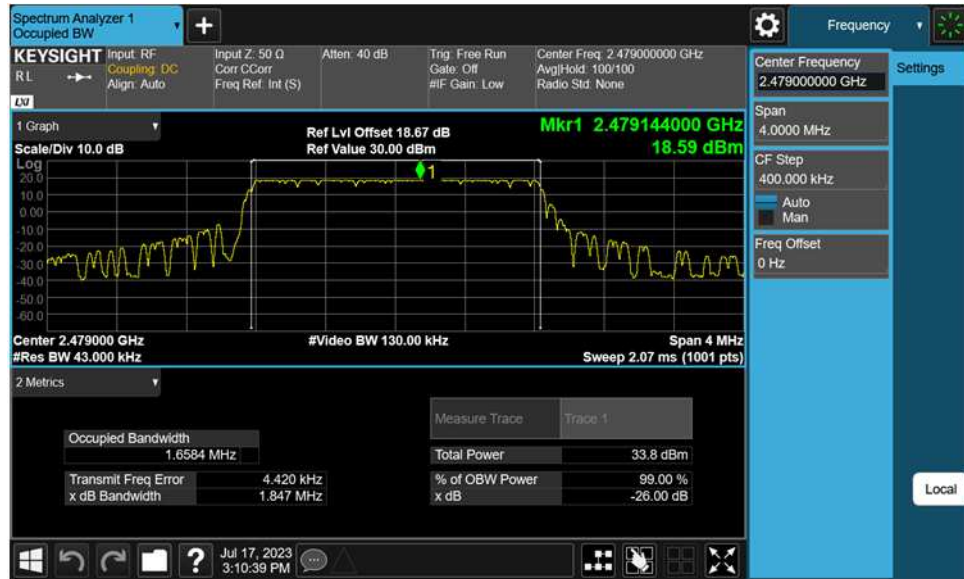 Spectrum Analyzer 1
Occupied BW
+
Frequency
KEYSIGHT
R L
LXI
Input: RF
Coupling: DC
Align: Auto
Input Z: 50 Ω
Corr CCorr
Freq Ref: Int (S)
Atten: 40 dB
Trig: Free Run
Gate: Off
#IF Gain: Low
Center Freq: 2.479000000 GHz
Avg|Hold: 100/100
Radio Std: None
Center Frequency
2.479000000 GHz
Settings
Span
4.0000 MHz
CF Step
400.000 kHz
Auto
Man
Freq Offset
0 Hz
Local
1 Graph
Scale/Div 10.0 dB
Ref Lvl Offset 18.67 dB
Ref Value 30.00 dBm
Mkr1 2.479144000 GHz
18.59 dBm
Log
20.0
10.0
0.00
-10.0
-20.0
-30.0
-40.0
-50.0
-60.0
1
Center 2.479000 GHz
#Video BW 130.00 kHz
Span 4 MHz
#Res BW 43.000 kHz
Sweep 2.07 ms (1001 pts)
2 Metrics
Measure Trace
Trace 1
Occupied Bandwidth
1.6584 MHz
Total Power
33.8 dBm
Transmit Freq Error
4.420 kHz
% of OBW Power
99.00 %
x dB Bandwidth
1.847 MHz
x dB
-26.00 dB
?
Jul 17, 2023
3:10:39 PM